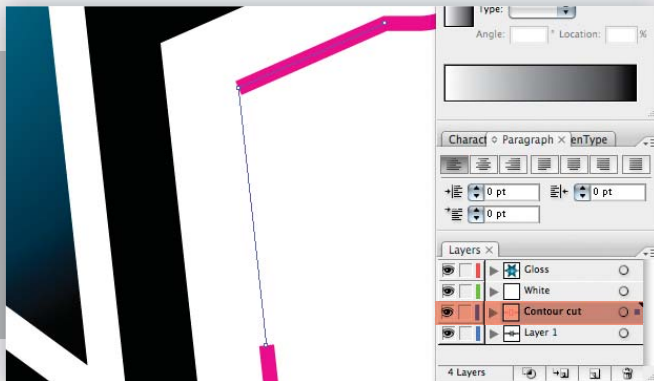 Type:
Angle: ° Location: %
Charact Paragraph × enType
0 pt 0 pt
0 pt
Layers ×
Gloss
White
Contour cut
Layer 1
4 Layers